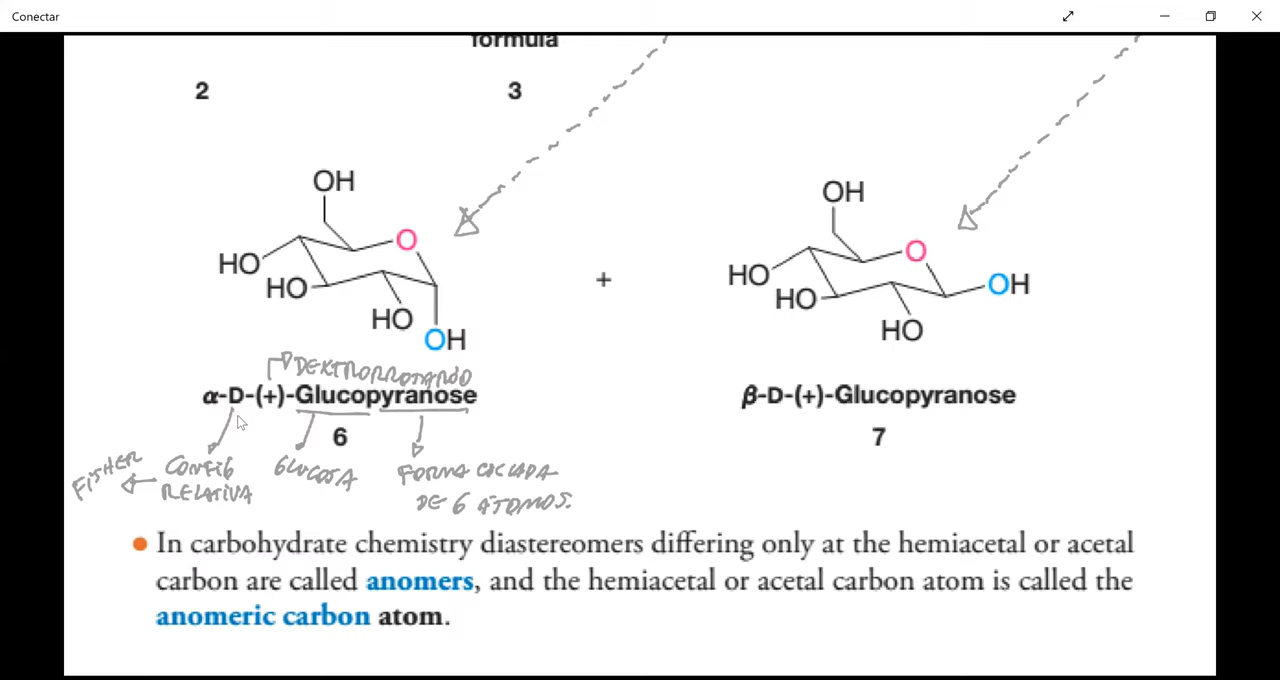 Conectar
formula
2
3
OH
OH
O
O
HO
HO
OH
HO
HO
+
HO
HO
OH
DEXTRORROTATORIO
α-D-(+)-Glucopyranose
β-D-(+)-Glucopyranose
6
7
FISHER
CONFIG
RELATIVA
GLUCOSA
FORMA CICLADA
DE 6 ÁTOMOS.
In carbohydrate chemistry diastereomers differing only at the hemiacetal or acetal
carbon are called anomers, and the hemiacetal or acetal carbon atom is called the
anomeric carbon atom.